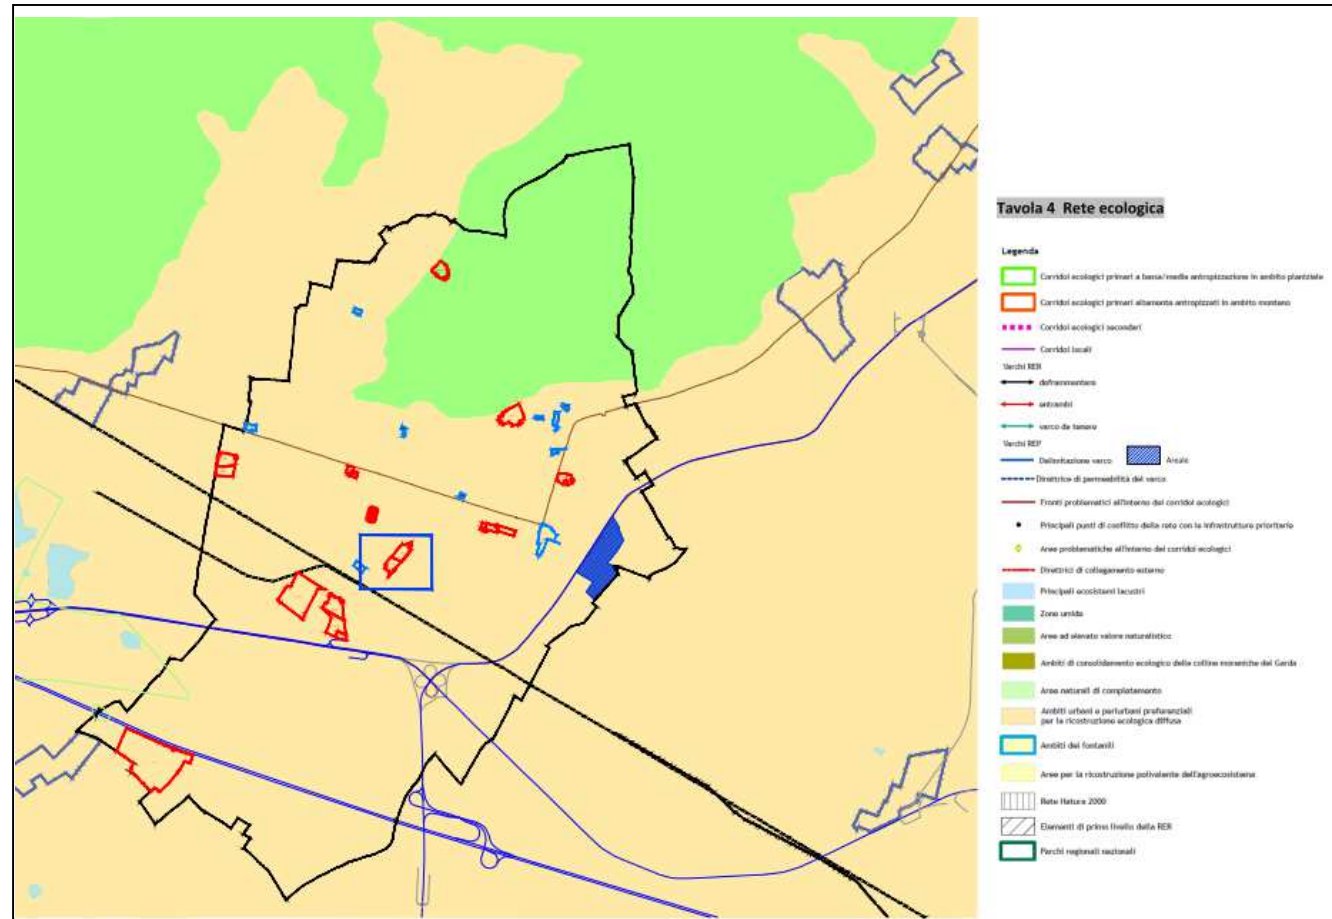 Tavola 4 Rete ecologica
Legenda
Corridoi ecologici primari a bassa/media antropizzazione in ambito planiziale
Corridoi ecologici primari altamente antropizzati in ambito montano
Corridoi ecologici secondari
Corridoi locali
Varchi RER
deframmentare
entrambi
varco da tenere
Varchi REP
Delimitazione varco
Areale
Direttrice di permeabilità del varco
Fronti problematici all'interno dei corridoi ecologici
Principali punti di conflitto della rete con le infrastrutture prioritarie
Aree problematiche all'interno dei corridoi ecologici
Direttrici di collegamento esterno
Principali ecosistemi lacustri
Zone umide
Aree ad elevato valore naturalistico
Ambiti di consolidamento ecologico delle colline moreniche del Garda
Aree naturali di completamento
Ambiti urbani e periurbani preferenziali
per la ricostruzione ecologica diffusa
Ambiti dei fontanili
Aree per la ricostruzione polivalente dell'agroecosistema
Rete Natura 2000
Elementi di primo livello della RER
Parchi regionali nazionali